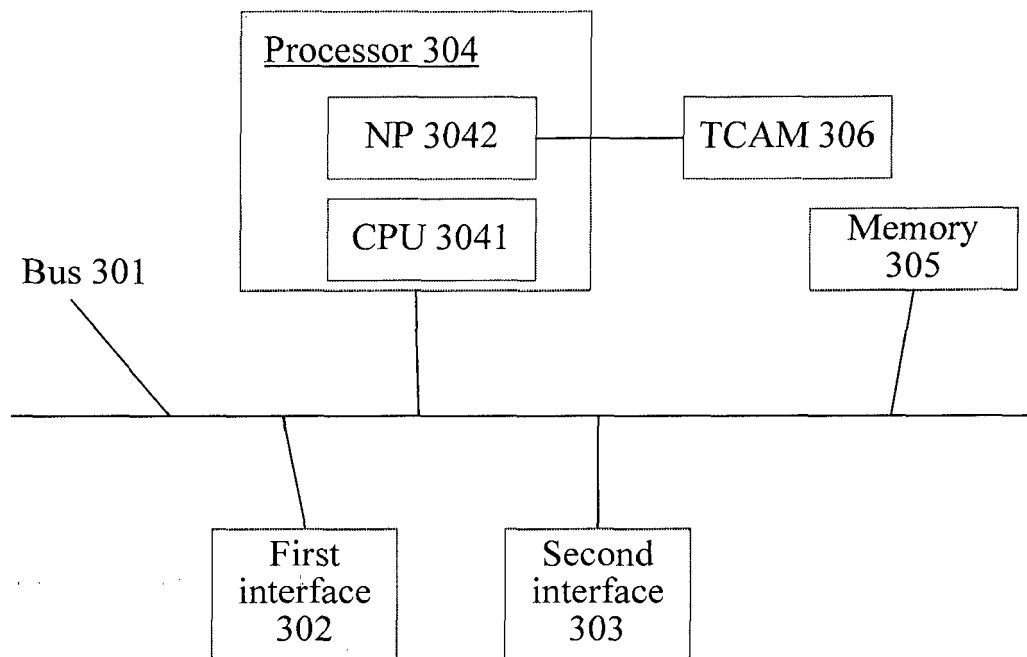 Processor 304
NP 3042
TCAM 306
CPU 3041
Memory
305
Bus 301
First
interface
302
Second
interface
303